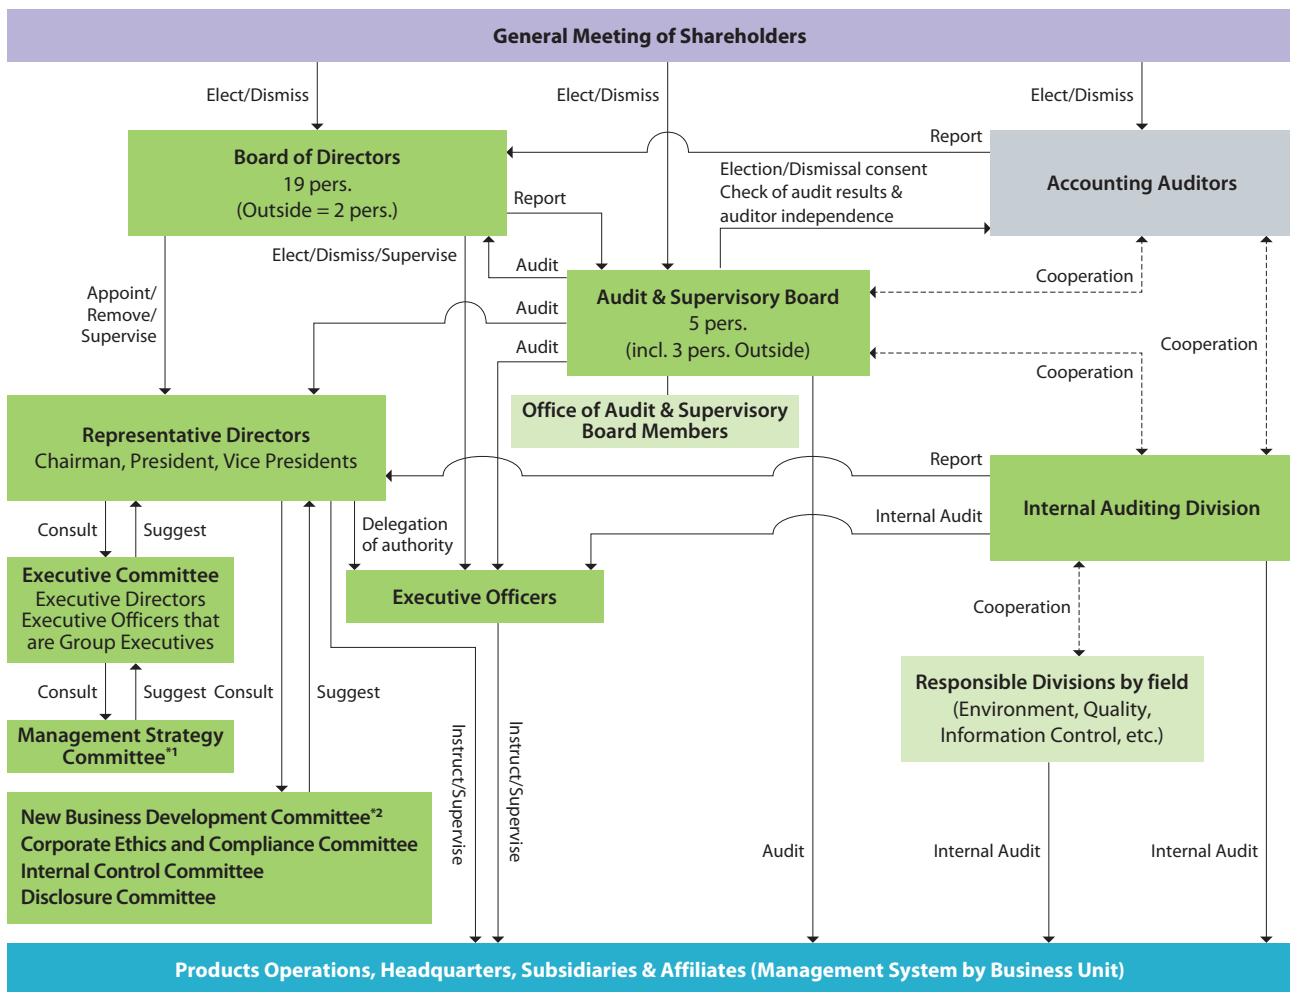 General Meeting of Shareholders
Elect/Dismiss
Elect/Dismiss
Elect/Dismiss
Board of Directors
19 pers.
(Outside = 2 pers.)
Report
Accounting Auditors
Election/Dismissal consent
Check of audit results &
auditor independence
Report
Elect/Dismiss/Supervise
Appoint/
Remove/
Supervise
Audit
Audit
Audit
Audit & Supervisory Board
5 pers.
(incl. 3 pers. Outside)
Cooperation
Cooperation
Cooperation
Office of Audit & Supervisory
Board Members
Representative Directors
Chairman, President, Vice Presidents
Report
Internal Audit
Internal Auditing Division
Consult
Suggest
Delegation
of authority
Executive Committee
Executive Directors
Executive Officers that
are Group Executives
Executive Officers
Cooperation
Consult
Suggest
Consult
Suggest
Responsible Divisions by field
(Environment, Quality,
Information Control, etc.)
Management Strategy
Committee*1
Instruct/Supervise
Instruct/Supervise
New Business Development Committee*2
Corporate Ethics and Compliance Committee
Internal Control Committee
Disclosure Committee
Audit
Internal Audit
Internal Audit
Products Operations, Headquarters, Subsidiaries & Affiliates (Management System by Business Unit)